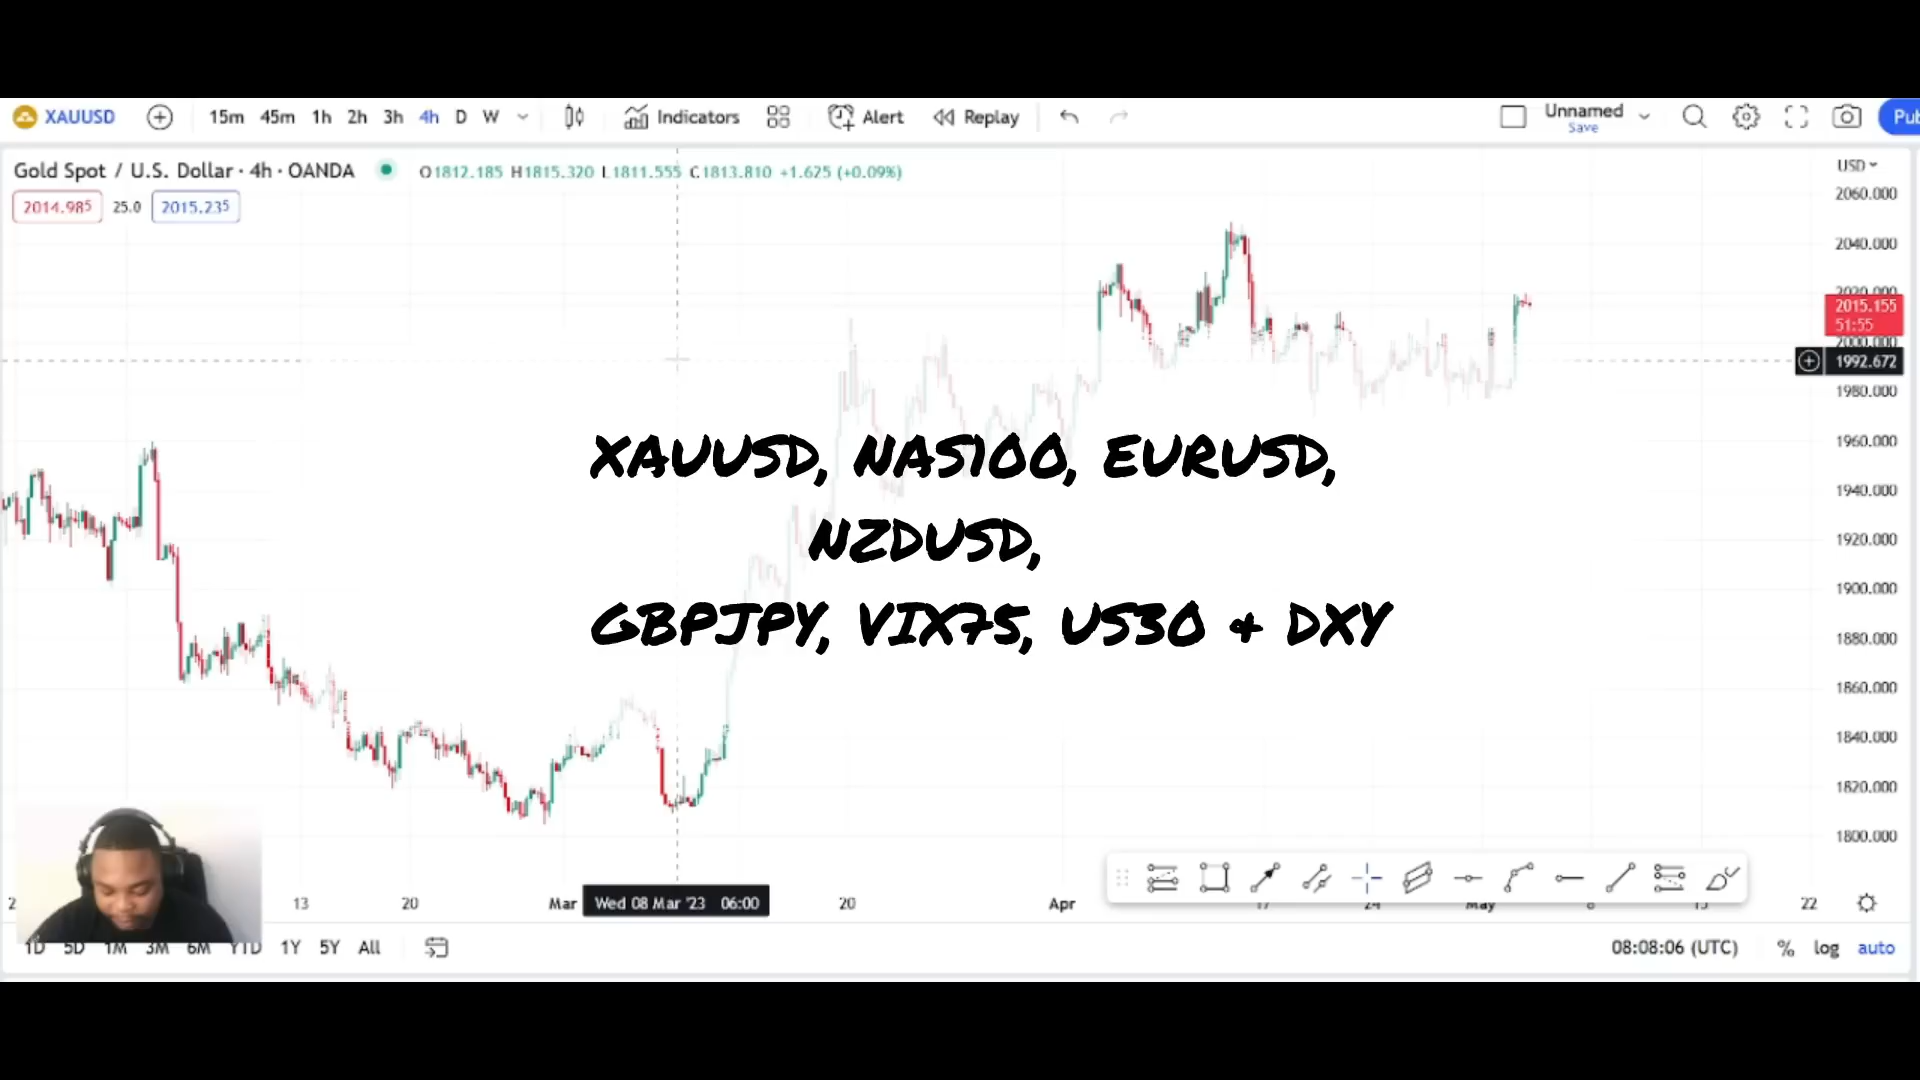 XAUUSD 15m 45m 1h 2h 3h 4h D W Indicators Alert Replay Unnamed
Save
Gold Spot / U.S. Dollar · 4h · OANDA O1812.185 H1815.320 L1811.555 C1813.810 +1.625 (+0.09%)
USD
2014.985 25.0 2015.235
2060.000
2040.000
2015.155
51:55
1992.672
1980.000
1960.000
1940.000
1920.000
1900.000
1880.000
1860.000
1840.000
1820.000
1800.000
XAUUSD, NAS100, EURUSD,
NZDUSD,
GBPJPY, VIX75, US30 & DXY
13 20 Mar Wed 08 Mar '23 06:00 20 Apr 22
1D 5D 1M 3M 6M YTD 1Y 5Y All 08:08:06 (UTC) % log auto